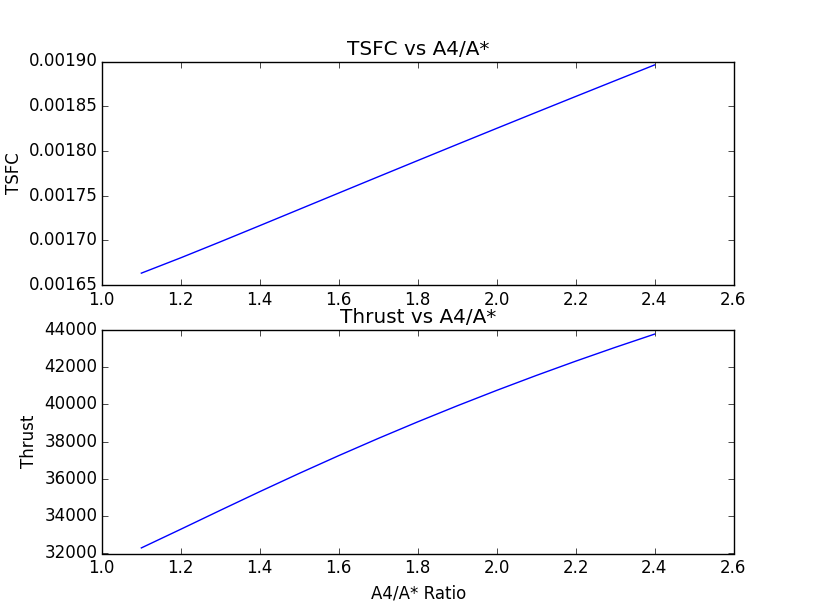 TSFC vs A4/A*
0.00190
0.00185
0.00180
0.00175
0.00170
0.00165
TSFC
1.0 1.2 1.4 1.6 1.8 2.0 2.2 2.4 2.6
Thrust vs A4/A*
44000
42000
40000
38000
36000
34000
32000
Thrust
1.0 1.2 1.4 1.6 1.8 2.0 2.2 2.4 2.6
A4/A* Ratio